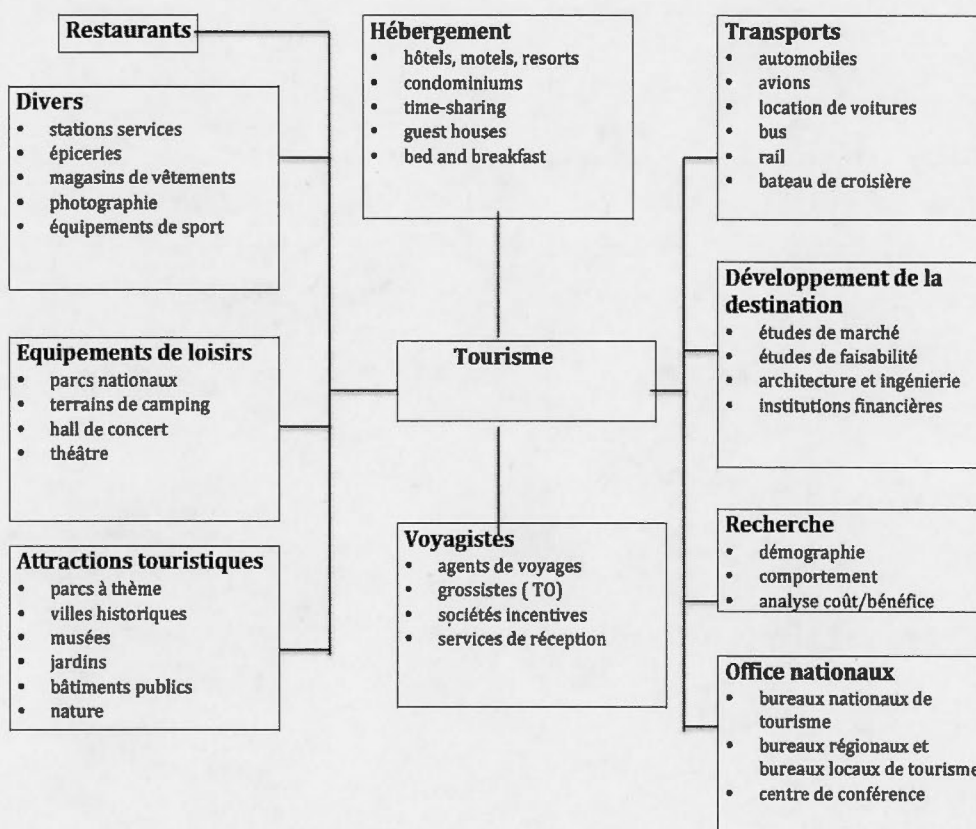 Restaurants
Divers
• stations services
• épiceries
• magasins de vêtements
• photographie
• équipements de sport
Equipements de loisirs
• parcs nationaux
• terrains de camping
• hall de concert
• théâtre
Attractions touristiques
• parcs à thème
• villes historiques
• musées
• jardins
• bâtiments publics
• nature
Hébergement
• hôtels, motels, resorts
• condominiums
• time-sharing
• guest houses
• bed and breakfast
Tourisme
Voyagistes
• agents de voyages
• grossistes ( TO)
• sociétés incentives
• services de réception
Transports
• automobiles
• avions
• location de voitures
• bus
• rail
• bateau de croisière
Développement de la
destination
• études de marché
• études de faisabilité
• architecture et ingénierie
• institutions financières
Recherche
• démographie
• comportement
• analyse coût/bénéfice
Office nationaux
• bureaux nationaux de
tourisme
• bureaux régionaux et
bureaux locaux de tourisme
• centre de conférence